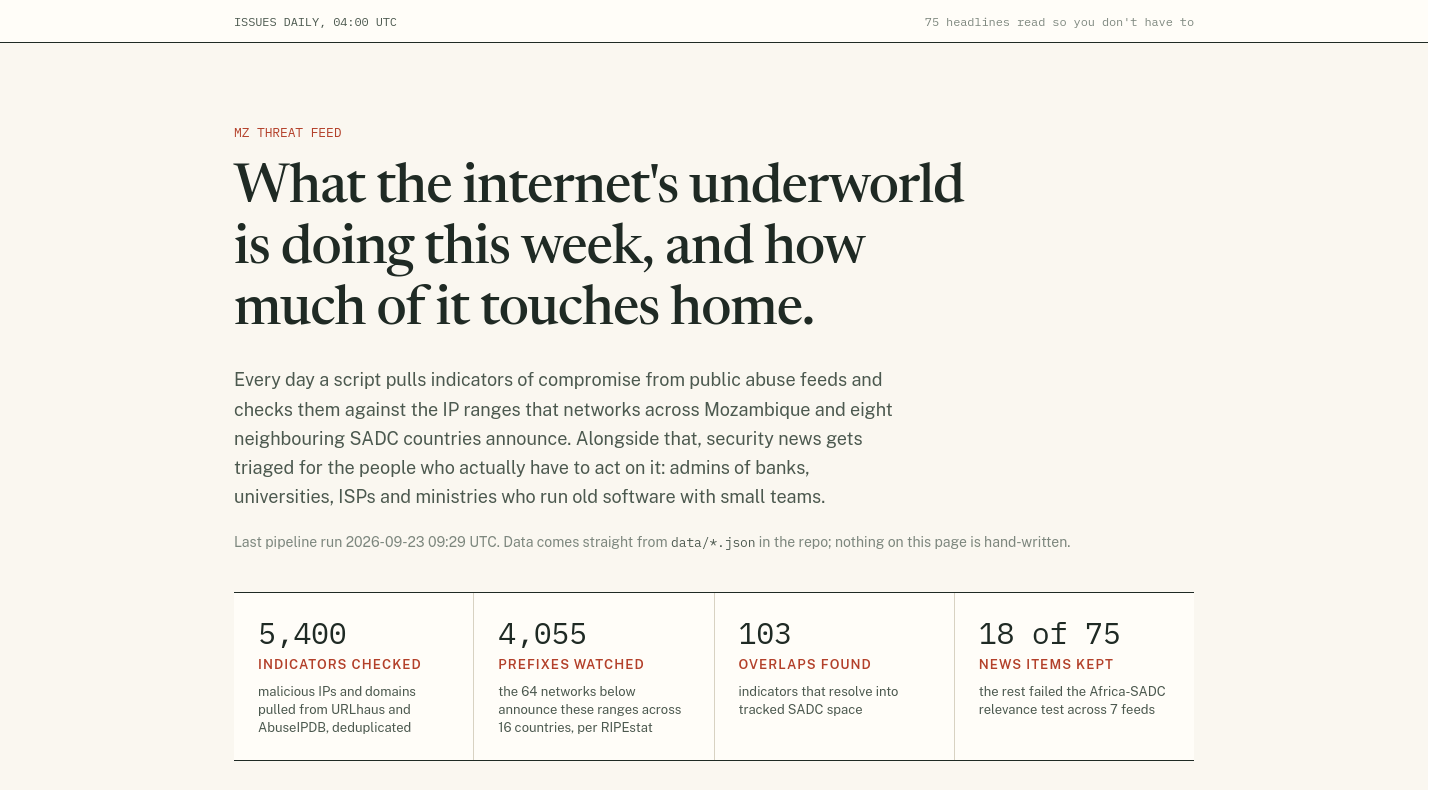 ISSUES DAILY, 04:00 UTC
75 headlines read so you don't have to
MZ THREAT FEED
What the internet's underworld
is doing this week, and how
much of it touches home.
Every day a script pulls indicators of compromise from public abuse feeds and
checks them against the IP ranges that networks across Mozambique and eight
neighbouring SADC countries announce. Alongside that, security news gets
triaged for the people who actually have to act on it: admins of banks,
universities, ISPs and ministries who run old software with small teams.
Last pipeline run 2026-09-23 09:29 UTC. Data comes straight from data/*.json in the repo; nothing on this page is hand-written.
5,400
INDICATORS CHECKED
malicious IPs and domains
pulled from URLhaus and
AbuseIPDB, deduplicated
4,055
PREFIXES WATCHED
the 64 networks below
announce these ranges across
16 countries, per RIPEstat
103
OVERLAPS FOUND
indicators that resolve into
tracked SADC space
18 of 75
NEWS ITEMS KEPT
the rest failed the Africa-SADC
relevance test across 7 feeds